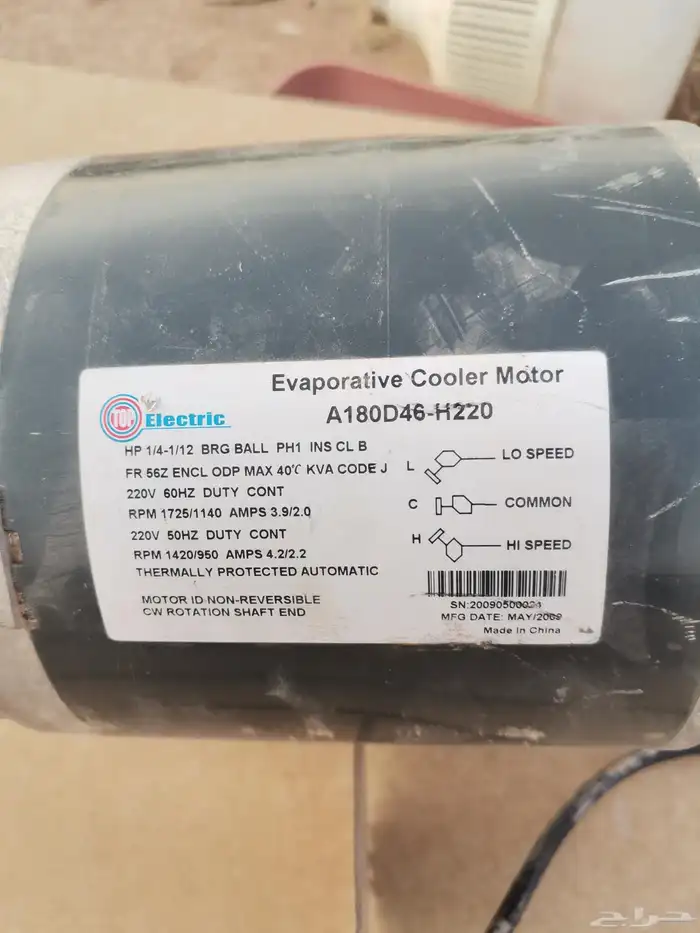 Evaporative Cooler Motor
A180D46-H220
TOP Electric
HP 1/4-1/12 BRG BALL PH1 INS CL B
FR 56Z ENCL ODP MAX 40℃ KVA CODE J
220V 60HZ DUTY CONT
RPM 1725/1140 AMPS 3.9/2.0
220V 50HZ DUTY CONT
RPM 1420/950 AMPS 4.2/2.2
THERMALLY PROTECTED AUTOMATIC
MOTOR ID NON-REVERSIBLE
CW ROTATION SHAFT END
L LO SPEED
C COMMON
H HI SPEED
MFG DATE: MAY/2009
Made In China
حراج